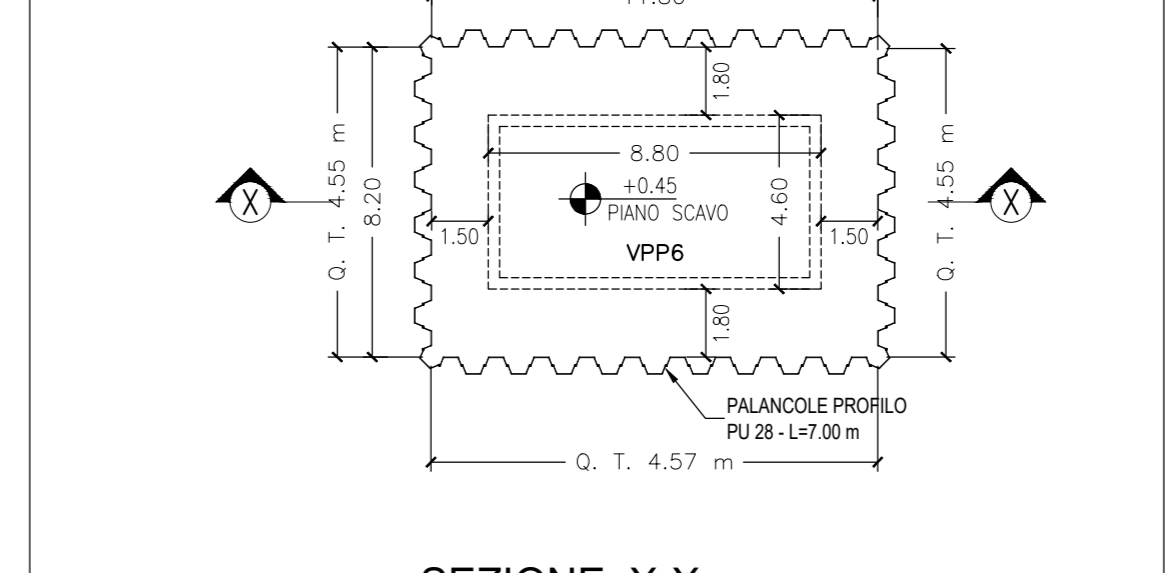 1.80
8.80
+0.45
PIANO SCAVO
VPP6
4.60
1.50
1.50
1.80
Q. T. 4.55 m
8.20
Q. T. 4.55 m
X
X
PALANCOLE PROFILO
PU 28 - L=7.00 m
Q. T. 4.57 m